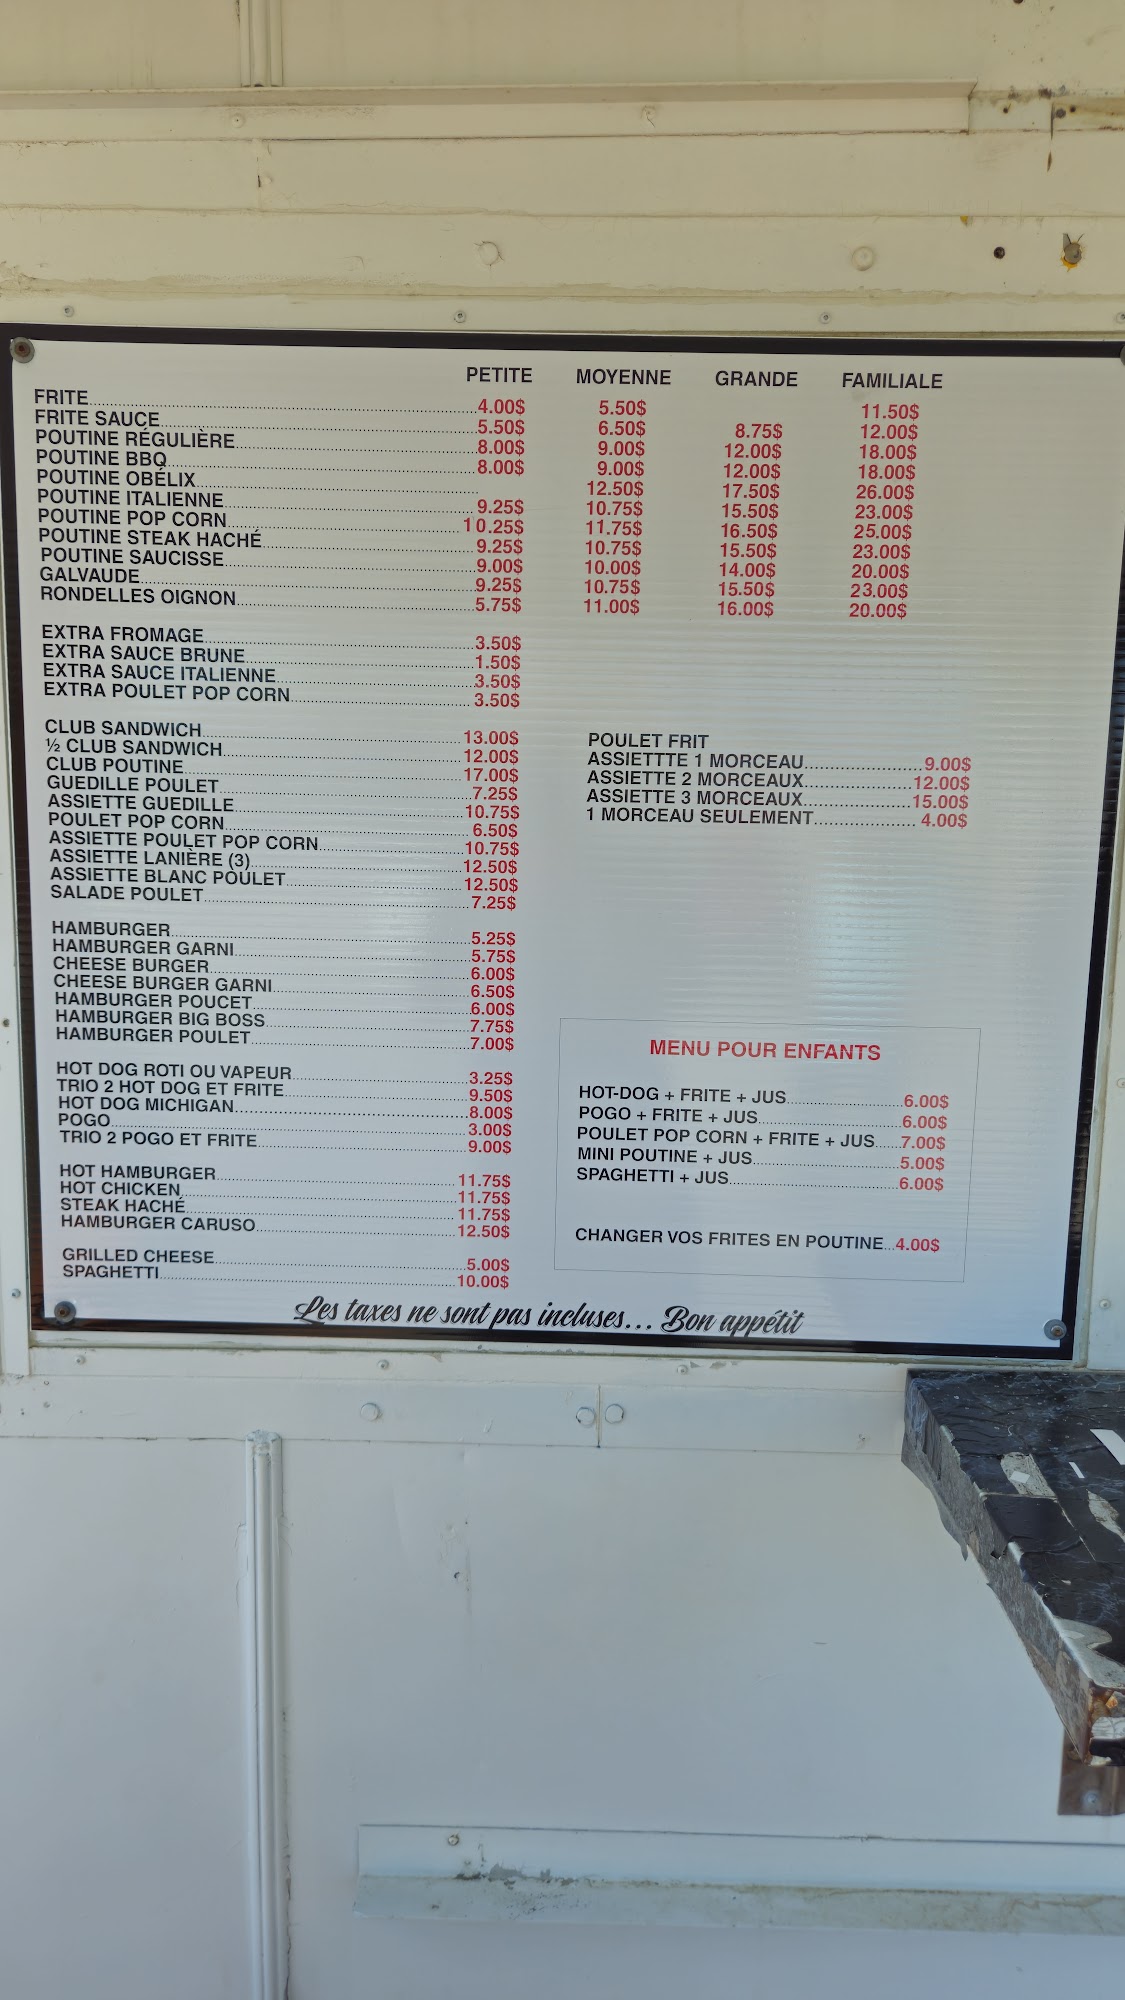 PETITE MOYENNE GRANDE FAMILIALE
FRITE 4.00$ 5.50$ 11.50$
FRITE SAUCE 5.50$ 6.50$ 8.75$ 12.00$
POUTINE RÉGULIÈRE 8.00$ 9.00$ 12.00$ 18.00$
POUTINE BBQ 8.00$ 9.00$ 12.00$ 18.00$
POUTINE OBÉLIX 12.50$ 17.50$ 26.00$
POUTINE ITALIENNE 9.25$ 10.75$ 15.50$ 23.00$
POUTINE POP CORN 10.25$ 11.75$ 16.50$ 25.00$
POUTINE STEAK HACHÉ 9.25$ 10.75$ 15.50$ 23.00$
POUTINE SAUCISSE 9.00$ 10.00$ 14.00$ 20.00$
GALVAUDE 9.25$ 10.75$ 15.50$ 23.00$
RONDELLES OIGNON 5.75$ 11.00$ 16.00$ 20.00$
EXTRA FROMAGE 3.50$
EXTRA SAUCE BRUNE 1.50$
EXTRA SAUCE ITALIENNE 3.50$
EXTRA POULET POP CORN 3.50$
CLUB SANDWICH 13.00$
½ CLUB SANDWICH 12.00$
CLUB POUTINE 17.00$
GUEDILLE POULET 7.25$
ASSIETTE GUEDILLE 10.75$
POULET POP CORN 6.50$
ASSIETTE POULET POP CORN 10.75$
ASSIETTE LANIÈRE (3) 12.50$
ASSIETTE BLANC POULET 12.50$
SALADE POULET 7.25$
HAMBURGER 5.25$
HAMBURGER GARNI 5.75$
CHEESE BURGER 6.00$
CHEESE BURGER GARNI 6.50$
HAMBURGER POUCET 6.00$
HAMBURGER BIG BOSS 7.75$
HAMBURGER POULET 7.00$
HOT DOG ROTI OU VAPEUR 3.25$
TRIO 2 HOT DOG ET FRITE 9.50$
HOT DOG MICHIGAN 8.00$
POGO 3.00$
TRIO 2 POGO ET FRITE 9.00$
HOT HAMBURGER 11.75$
HOT CHICKEN 11.75$
STEAK HACHÉ 11.75$
HAMBURGER CARUSO 12.50$
GRILLED CHEESE 5.00$
SPAGHETTI 10.00$
POULET FRIT
ASSIETTTE 1 MORCEAU 9.00$
ASSIETTE 2 MORCEAUX 12.00$
ASSIETTE 3 MORCEAUX 15.00$
1 MORCEAU SEULEMENT 4.00$
MENU POUR ENFANTS
HOT-DOG + FRITE + JUS 6.00$
POGO + FRITE + JUS 6.00$
POULET POP CORN + FRITE + JUS 7.00$
MINI POUTINE + JUS 5.00$
SPAGHETTI + JUS 6.00$
CHANGER VOS FRITES EN POUTINE 4.00$
Les taxes ne sont pas incluses... Bon appétit